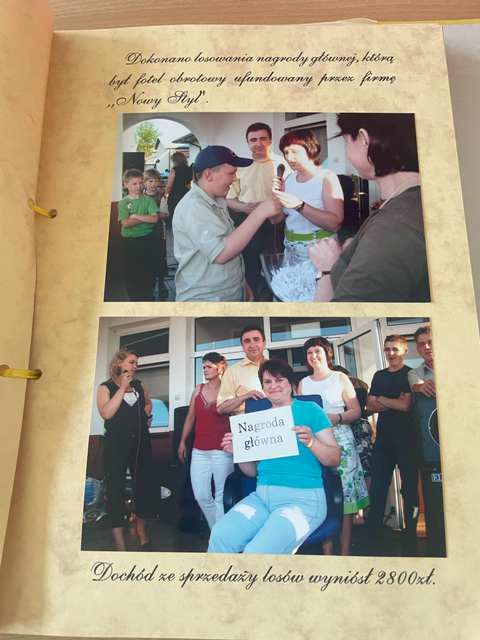 Dokonano losowania nagrody głównej, którą
był fotel obrotowy ufundowany przez firmę
„Nowy Styl".
Nagroda
główna
Dochód ze sprzedaży losów wyniósł 2800zł.